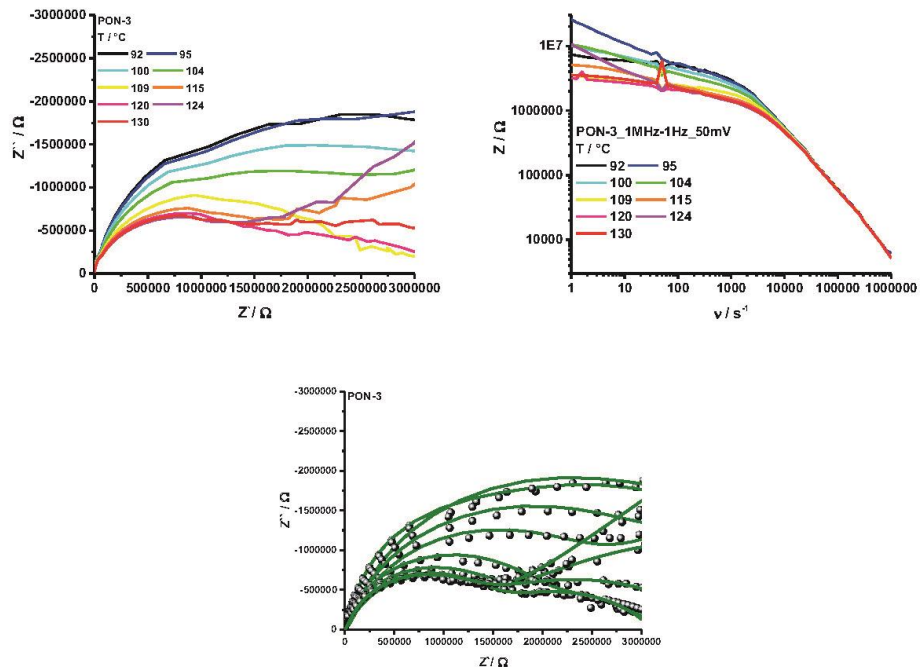 PON-3
T / °C
92 95
100 104
109 115
120 124
130
-3000000
-2500000
-2000000
-1500000
-1000000
-500000
0
Z`` / Ω
0 500000 1000000 1500000 2000000 2500000 3000000
Z`/ Ω
1E7
1000000
10000
Z / Ω
PON-3_1MHz-1Hz_50mV
T / °C
92 95
100 104
109 115
120 124
130
1 10 100 1000 10000 100000 1000000
ν / s⁻¹
PON-3
-3000000
-2500000
-2000000
-1500000
-1000000
-500000
0
Z`` / Ω
0 500000 1000000 1500000 2000000 2500000 3000000
Z`/ Ω